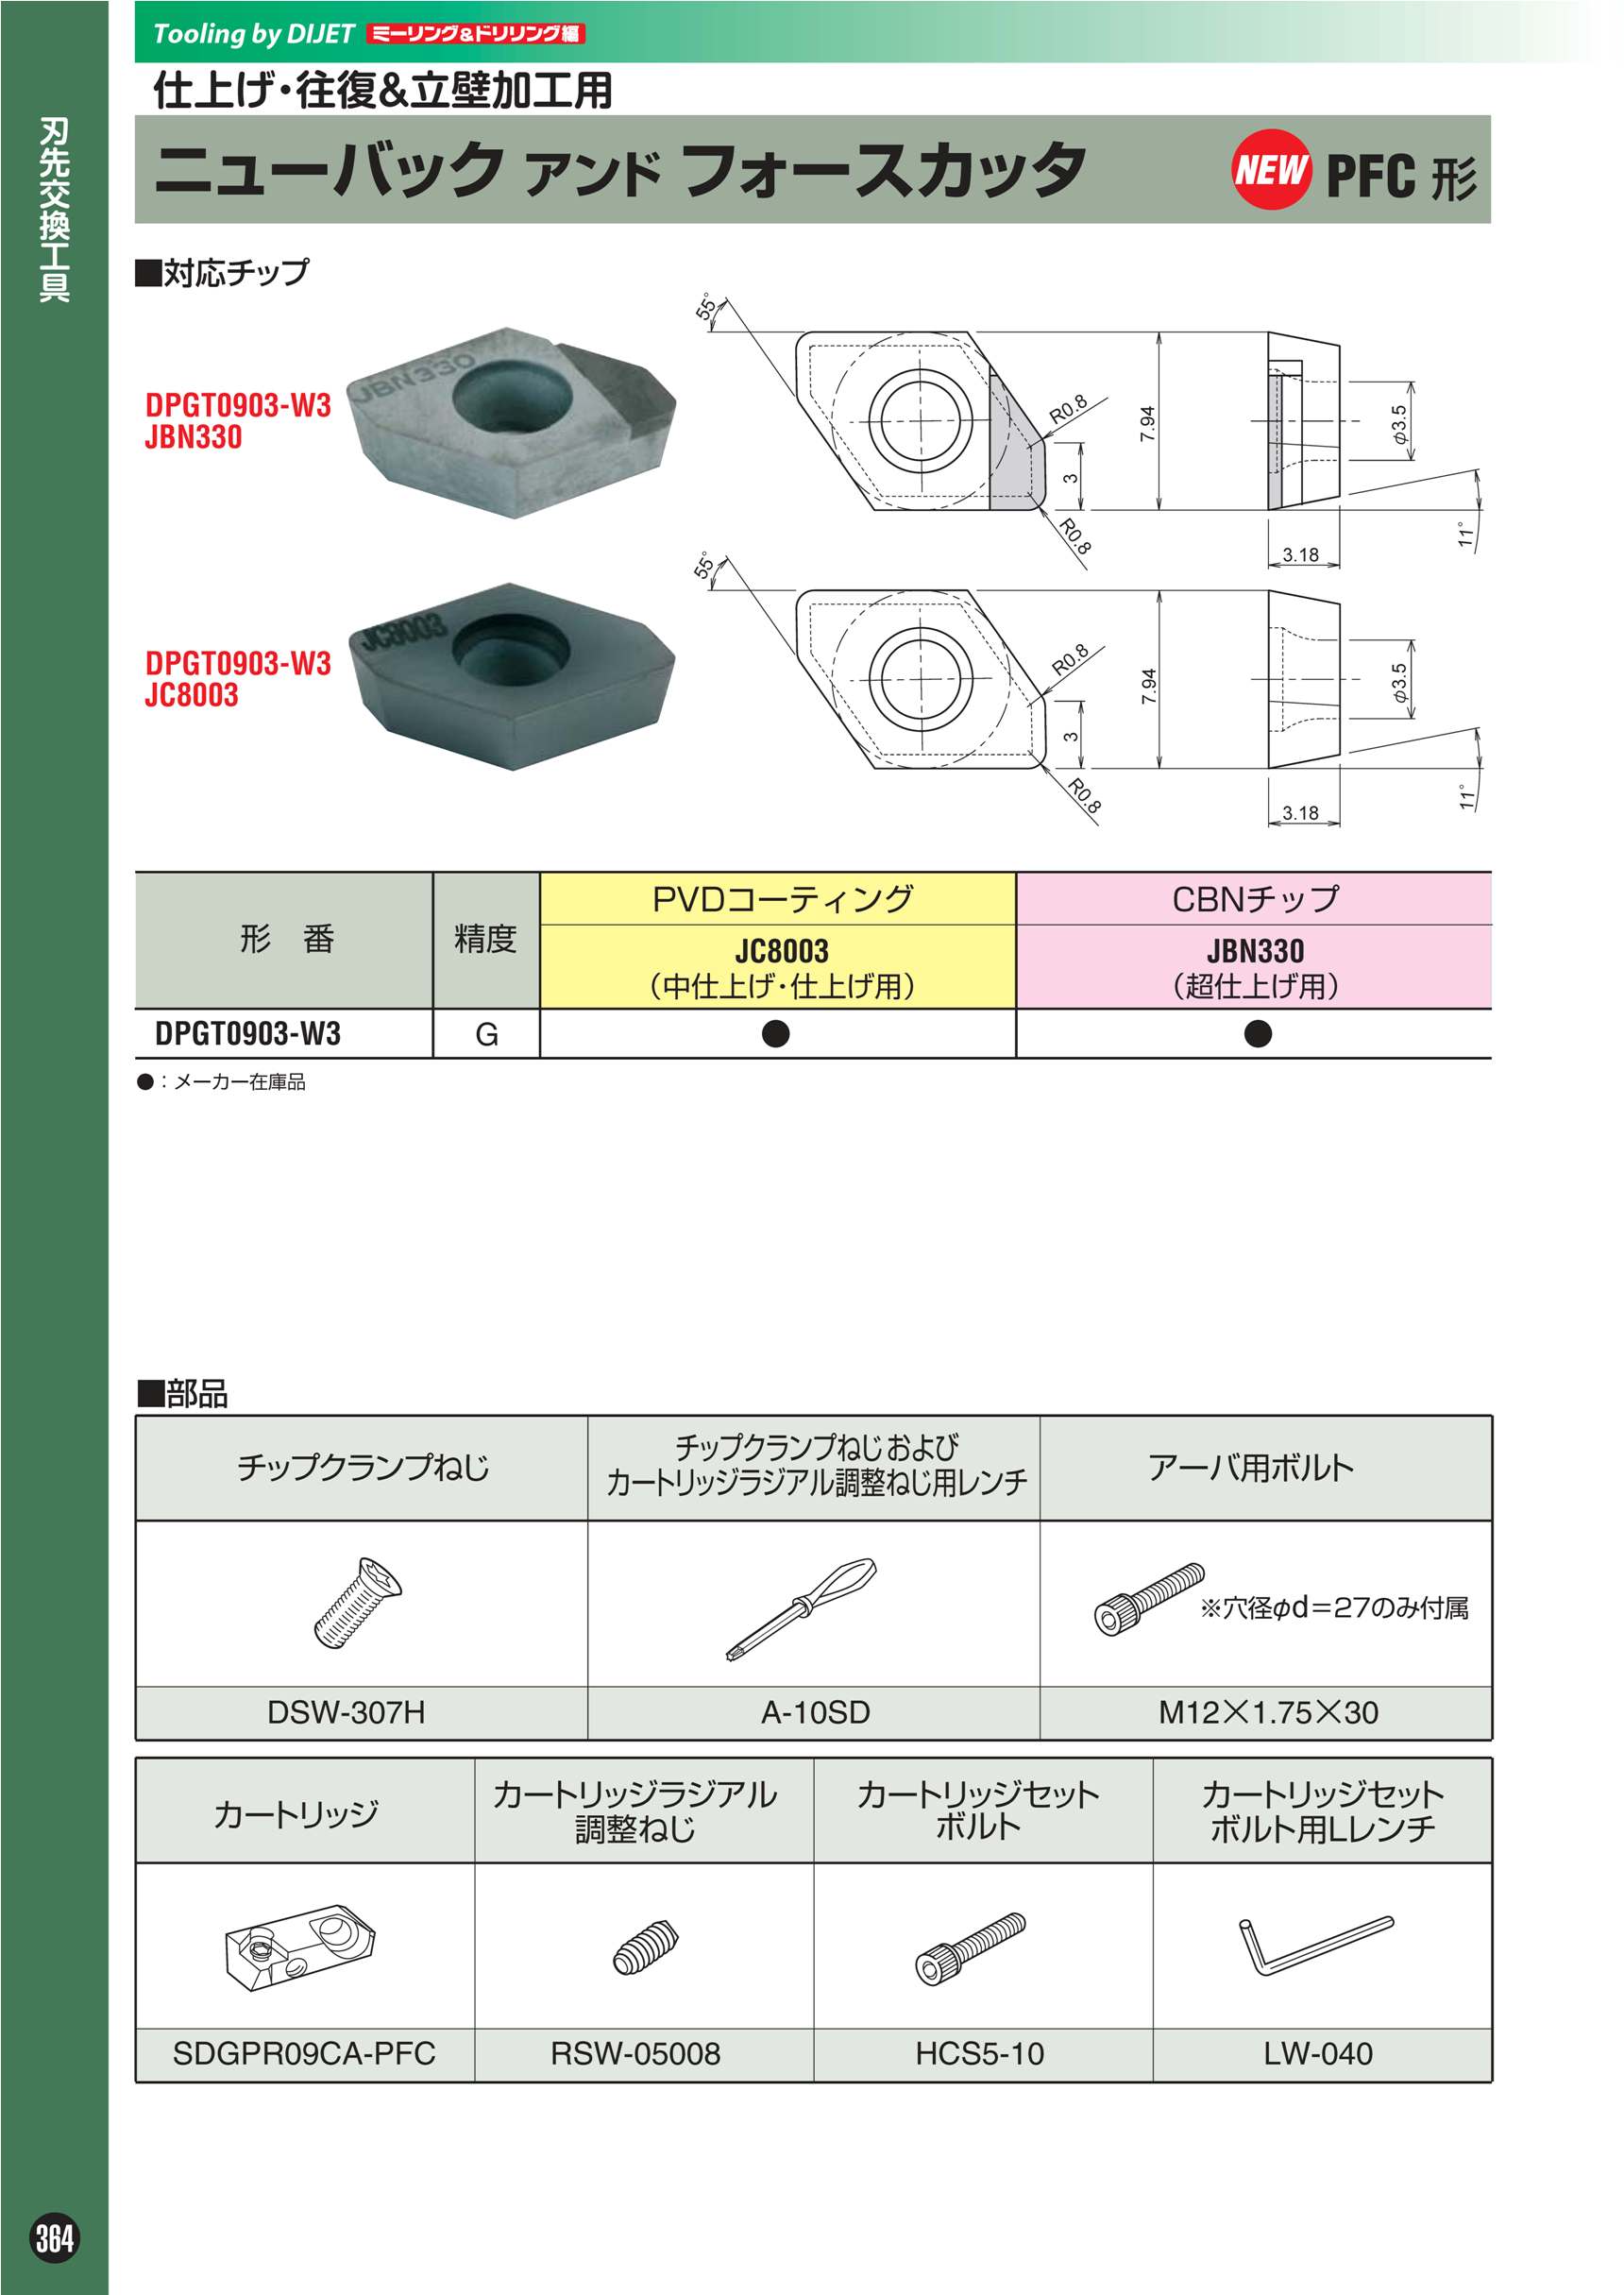 Tooling by DIJET ミーリング&ドリリング編
仕上げ・往復&立壁加工用
ニューバック アンド フォースカッタ NEW PFC 形
刃先交換工具
■対応チップ
DPGT0903-W3
JBN330
JBN330
55°
R0.8
3
R0.8
7.94
φ3.5
11°
3.18
DPGT0903-W3
JC8003
JC8003
55°
R0.8
3
R0.8
7.94
φ3.5
11°
3.18
形 番 精度 PVDコーティング CBNチップ
JC8003 JBN330
(中仕上げ・仕上げ用) (超仕上げ用)
DPGT0903-W3 G ● ●
●:メーカー在庫品
■部品
チップクランプねじ チップクランプねじおよび アーバ用ボルト
カートリッジラジアル調整ねじ用レンチ
※穴径φd=27のみ付属
DSW-307H A-10SD M12×1.75×30
カートリッジ カートリッジラジアル カートリッジセット カートリッジセット
調整ねじ ボルト ボルト用Lレンチ
SDGPR09CA-PFC RSW-05008 HCS5-10 LW-040
364